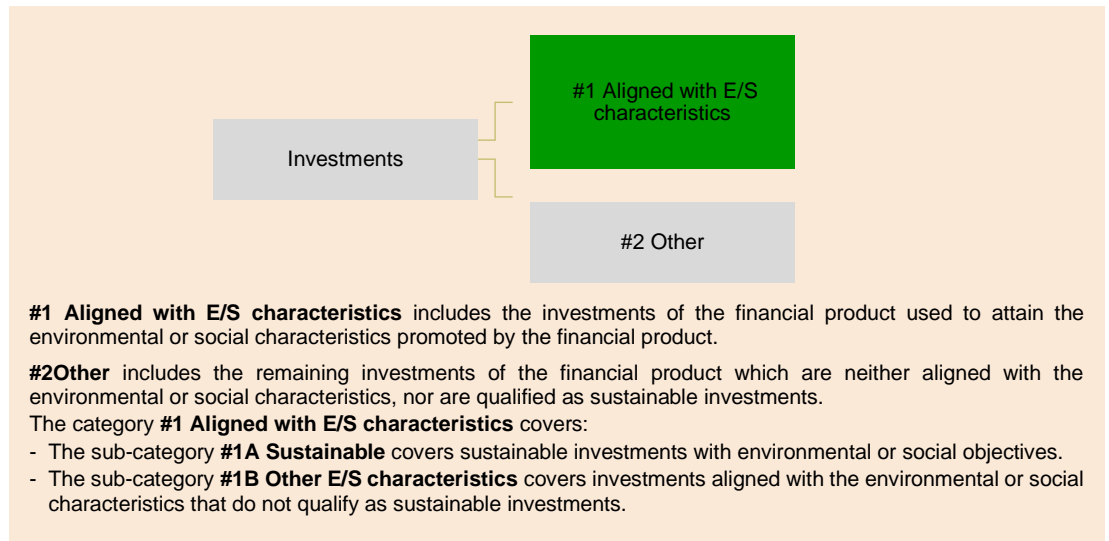 #1 Aligned with E/S
characteristics
Investments
#2 Other
#1 Aligned with E/S characteristics includes the investments of the financial product used to attain the
environmental or social characteristics promoted by the financial product.
#2Other includes the remaining investments of the financial product which are neither aligned with the
environmental or social characteristics, nor are qualified as sustainable investments.
The category #1 Aligned with E/S characteristics covers:
- The sub-category #1A Sustainable covers sustainable investments with environmental or social objectives.
- The sub-category #1B Other E/S characteristics covers investments aligned with the environmental or social
characteristics that do not qualify as sustainable investments.